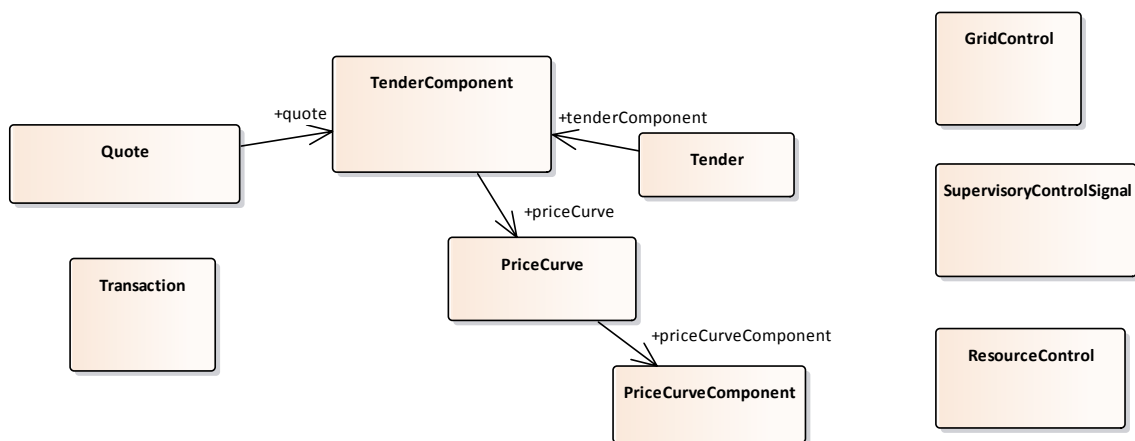 GridControl
TenderComponent
+quote
+tenderComponent
Quote
Tender
SupervisoryControlSignal
+priceCurve
PriceCurve
Transaction
+priceCurveComponent
ResourceControl
PriceCurveComponent